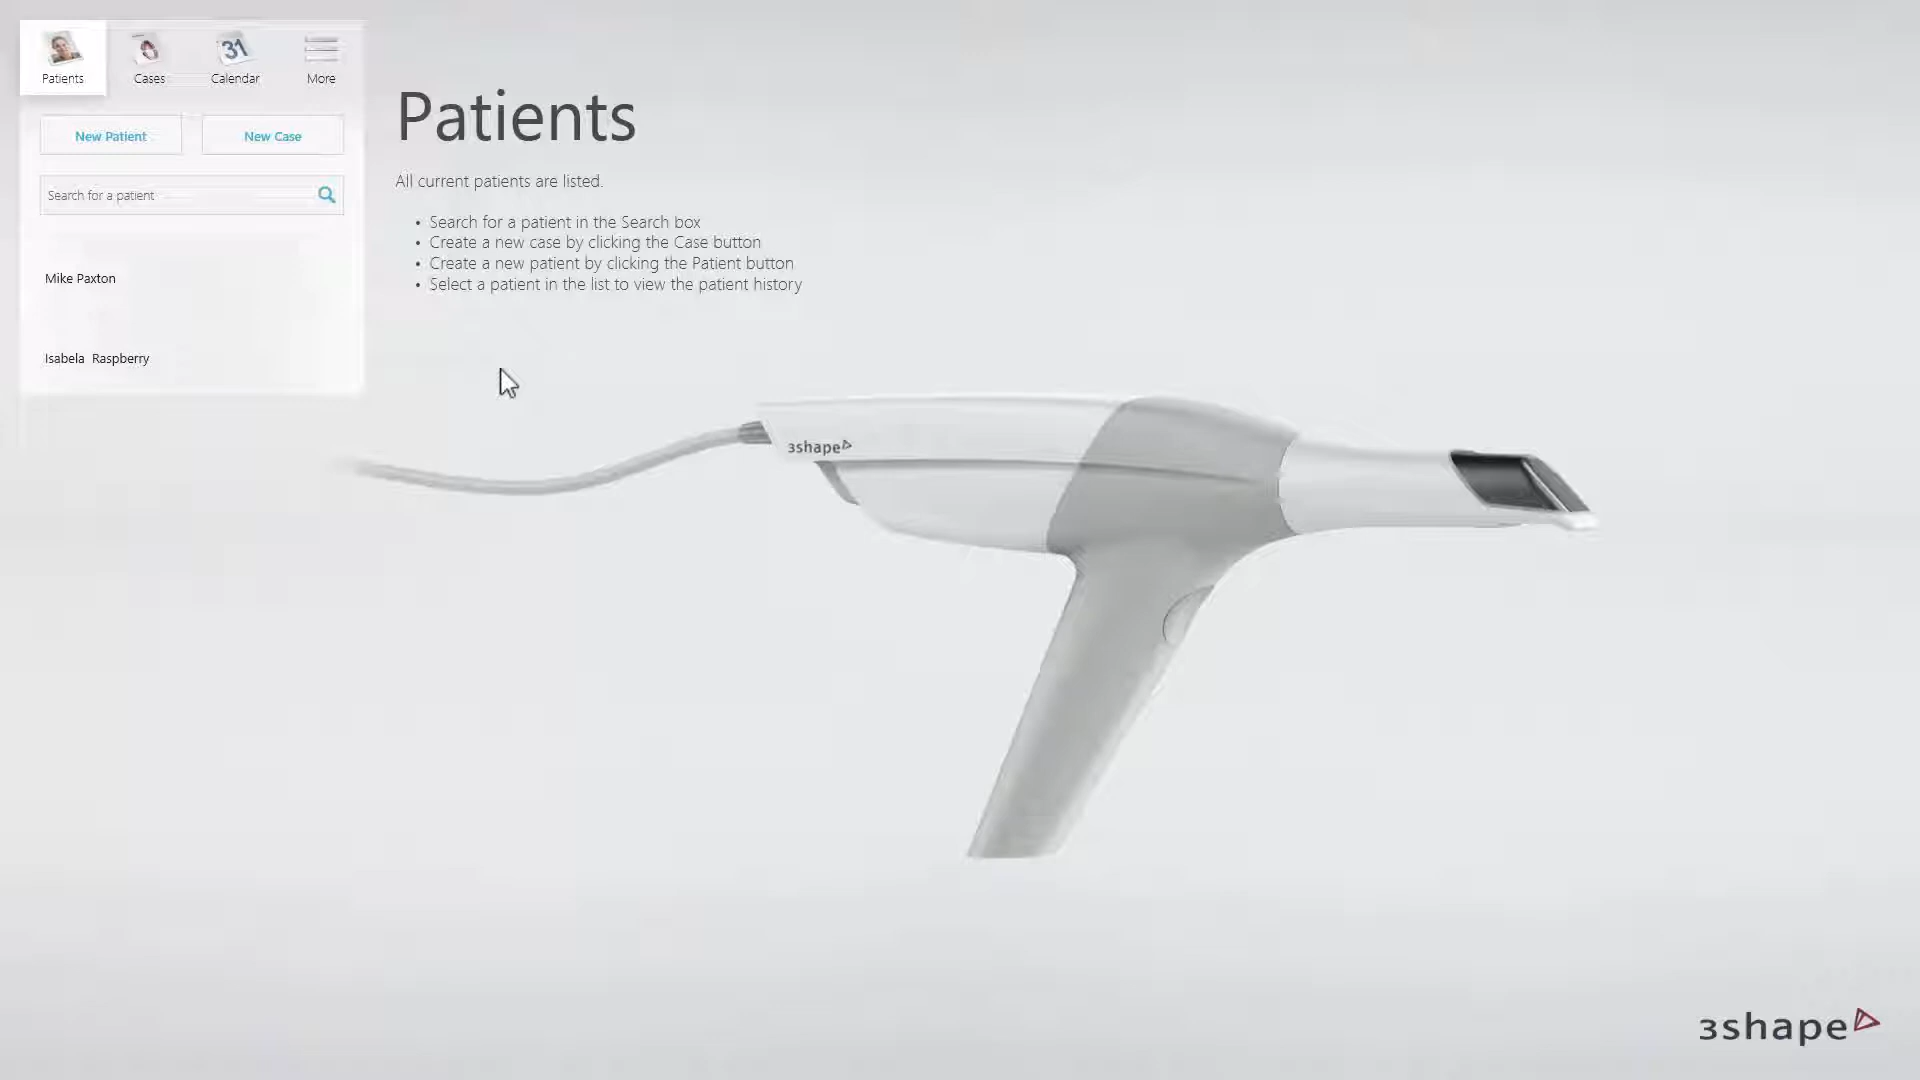 Patients
Cases
31
Calendar
More
New Patient
New Case
Search for a patient
Mike Paxton
Isabela Raspberry
Patients
All current patients are listed.
• Search for a patient in the Search box
• Create a new case by clicking the Case button
• Create a new patient by clicking the Patient button
• Select a patient in the list to view the patient history
3shape
3shape